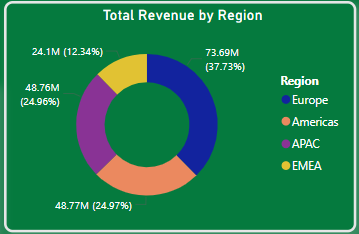 Total Revenue by Region
24.1M (12.34%)
73.69M
(37.73%)
48.76M
(24.96%)
48.77M (24.97%)
Region
Europe
Americas
APAC
EMEA